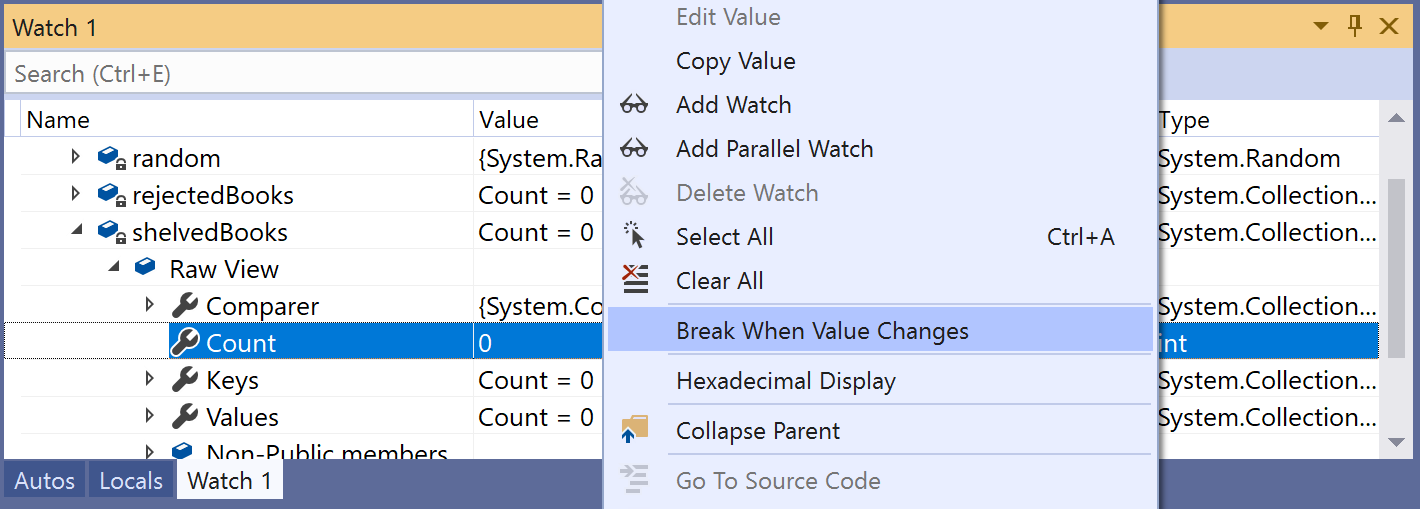 Watch 1
Search (Ctrl+E)
Name Value Type
random {System.Ra System.Random
rejectedBooks Count = 0 System.Collection...
shelvedBooks Count = 0 System.Collection...
Raw View
Comparer {System.Co System.Collection...
Count 0 int
Keys Count = 0 System.Collection...
Values Count = 0 System.Collection...
Non-Public members
Autos Locals Watch 1
Edit Value
Copy Value
Add Watch
Add Parallel Watch
Delete Watch
Select All Ctrl+A
Clear All
Break When Value Changes
Hexadecimal Display
Collapse Parent
Go To Source Code